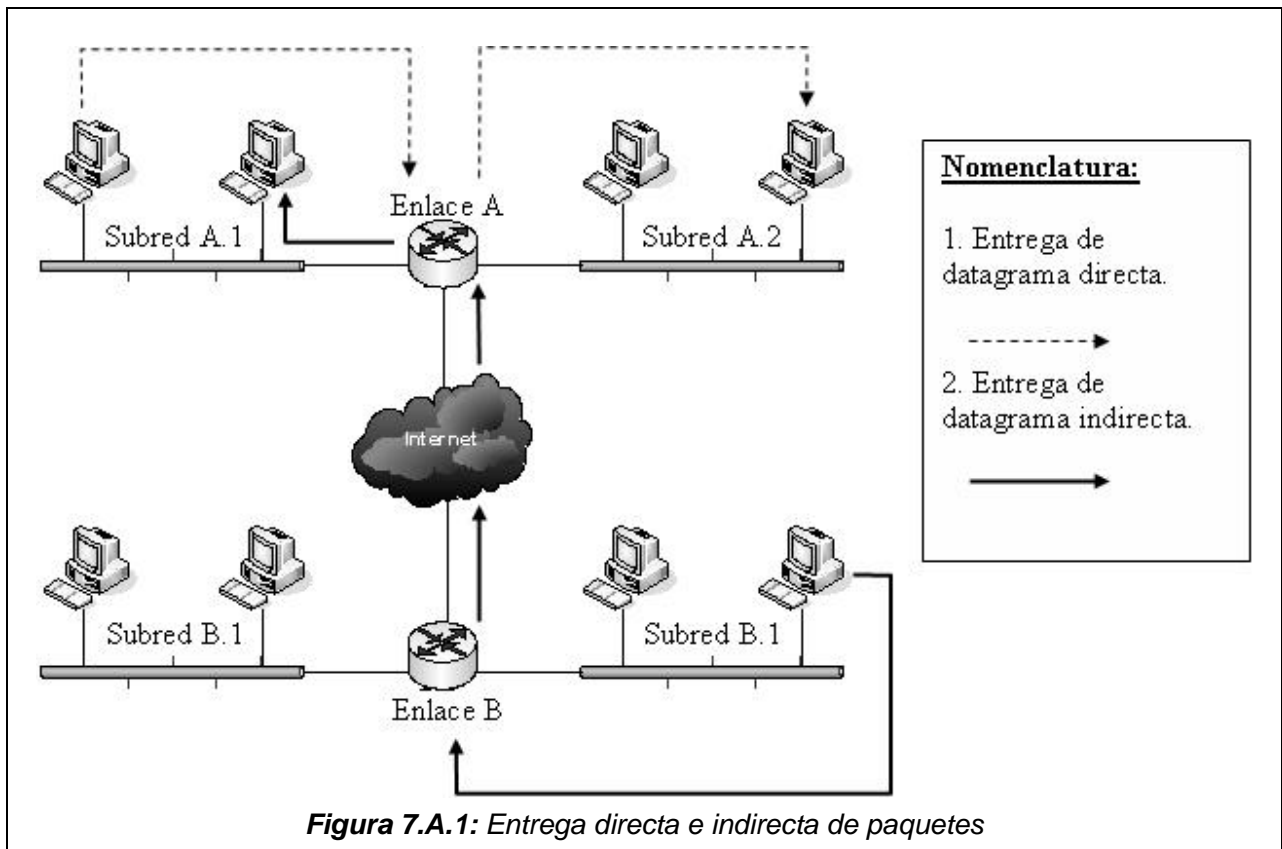 Enlace A
Subred A.1
Subred A.2
Internet
Subred B.1
Subred B.1
Enlace B
Nomenclatura:
1. Entrega de
datagrama directa.
2. Entrega de
datagrama indirecta.
Figura 7.A.1: Entrega directa e indirecta de paquetes